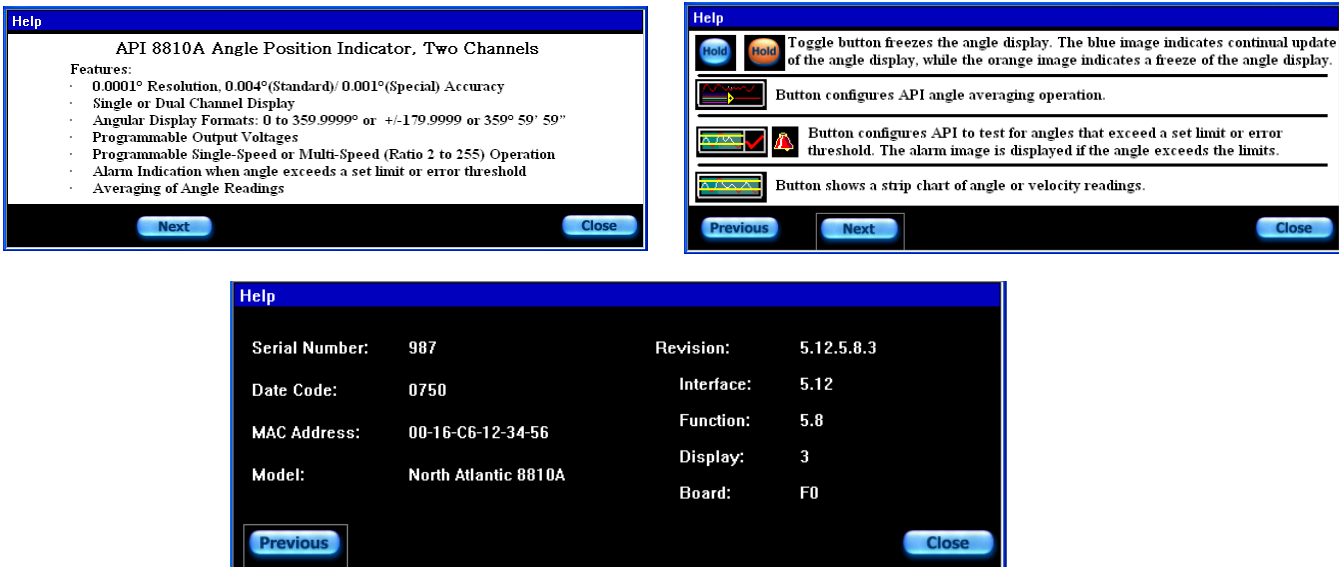 Help
API 8810A Angle Position Indicator, Two Channels
Features:
· 0.0001° Resolution, 0.004°(Standard)/ 0.001°(Special) Accuracy
· Single or Dual Channel Display
· Angular Display Formats: 0 to 359.9999° or +/-179.9999 or 359° 59’ 59”
· Programmable Output Voltages
· Programmable Single-Speed or Multi-Speed (Ratio 2 to 255) Operation
· Alarm Indication when angle exceeds a set limit or error threshold
· Averaging of Angle Readings
Next
Close
Help
Hold Hold Toggle button freezes the angle display. The blue image indicates continual update
of the angle display, while the orange image indicates a freeze of the angle display.
Button configures API angle averaging operation.
Button configures API to test for angles that exceed a set limit or error
threshold. The alarm image is displayed if the angle exceeds the limits.
Button shows a strip chart of angle or velocity readings.
Previous
Next
Close
Help
Serial Number: 987
Date Code: 0750
MAC Address: 00-16-C6-12-34-56
Model: North Atlantic 8810A
Revision: 5.12.5.8.3
Interface: 5.12
Function: 5.8
Display: 3
Board: F0
Previous
Close